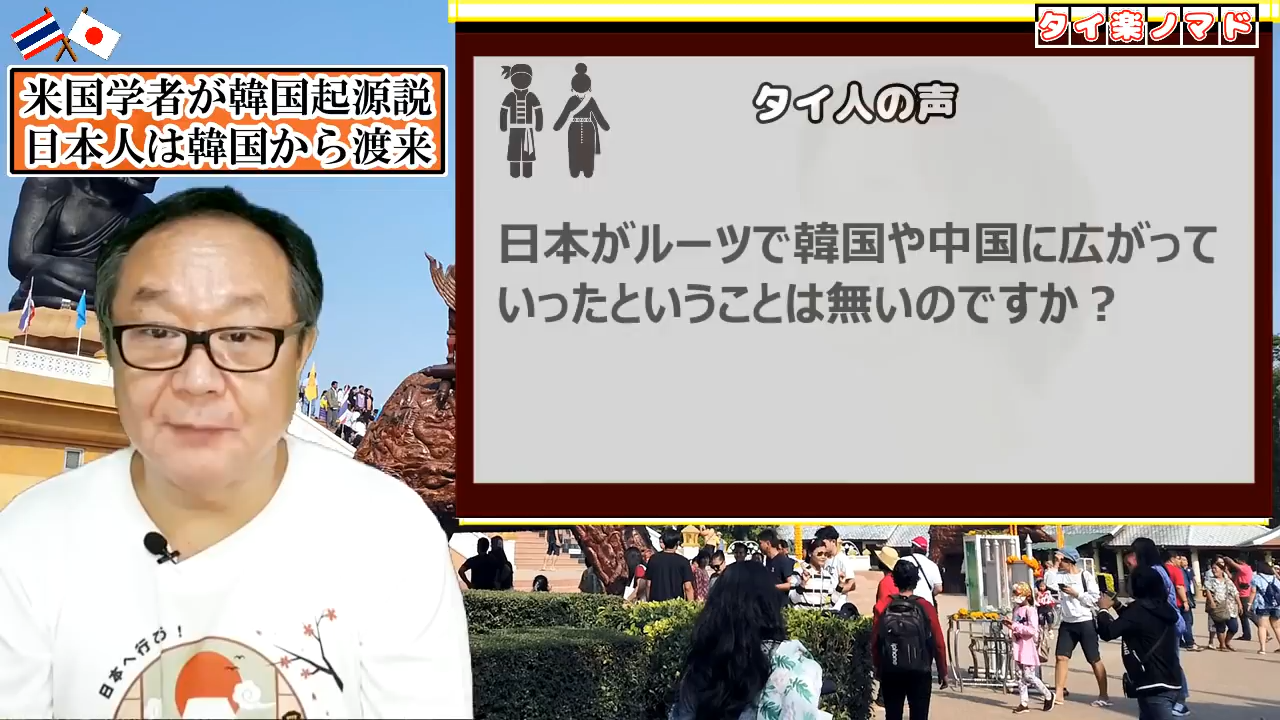 タイ楽ノマド
米国学者が韓国起源説
日本人は韓国から渡来
タイ人の声
日本がルーツで韓国や中国に広がって
いったということは無いのですか？
日本へ行び！
iphone